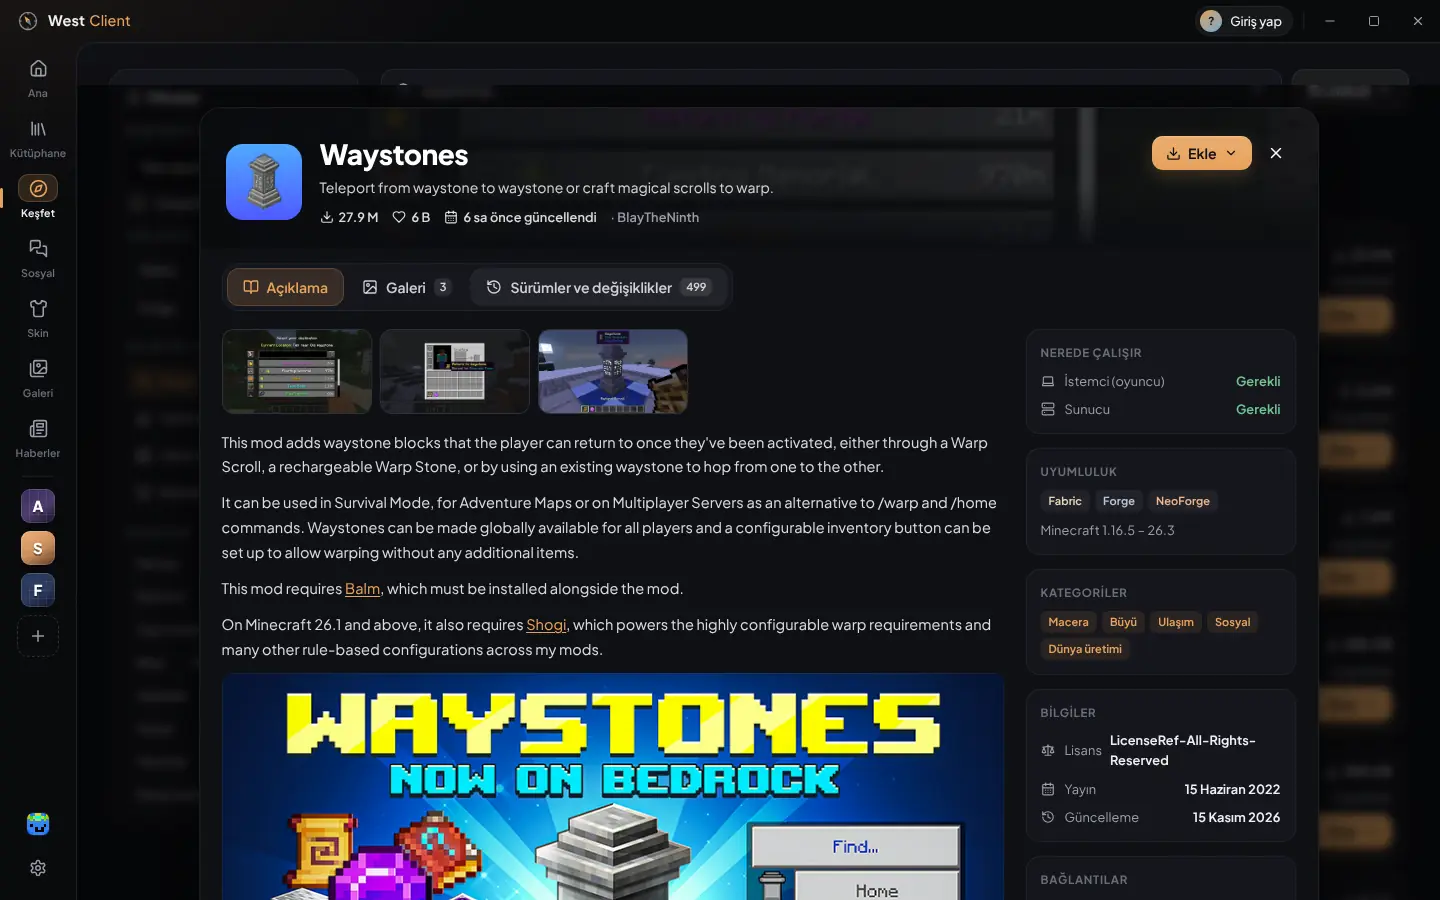 West Client
? Giriş yap
Ana
Kütüphane
Keşfet
Sosyal
Skin
Galeri
Haberler
A
S
F
Waystones
Teleport from waystone to waystone or craft magical scrolls to warp.
27.9 M 6 B 6 sa önce güncellendi · BlayTheNinth
Ekle
Açıklama
Galeri 3
Sürümler ve değişiklikler 499
This mod adds waystone blocks that the player can return to once they've been activated, either through a Warp
Scroll, a rechargeable Warp Stone, or by using an existing waystone to hop from one to the other.
It can be used in Survival Mode, for Adventure Maps or on Multiplayer Servers as an alternative to /warp and /home
commands. Waystones can be made globally available for all players and a configurable inventory button can be
set up to allow warping without any additional items.
This mod requires Balm, which must be installed alongside the mod.
On Minecraft 26.1 and above, it also requires Shogi, which powers the highly configurable warp requirements and
many other rule-based configurations across my mods.
WAYSTONES
NOW ON BEDROCK
Find...
Home
NEREDE ÇALIŞIR
İstemci (oyuncu) Gerekli
Sunucu Gerekli
UYUMLULUK
Fabric Forge NeoForge
Minecraft 1.16.5 – 26.3
KATEGORİLER
Macera Büyü Ulaşım Sosyal
Dünya üretimi
BİLGİLER
Lisans LicenseRef-All-Rights-
Reserved
Yayın 15 Haziran 2022
Güncelleme 15 Kasım 2026
BAĞLANTILAR